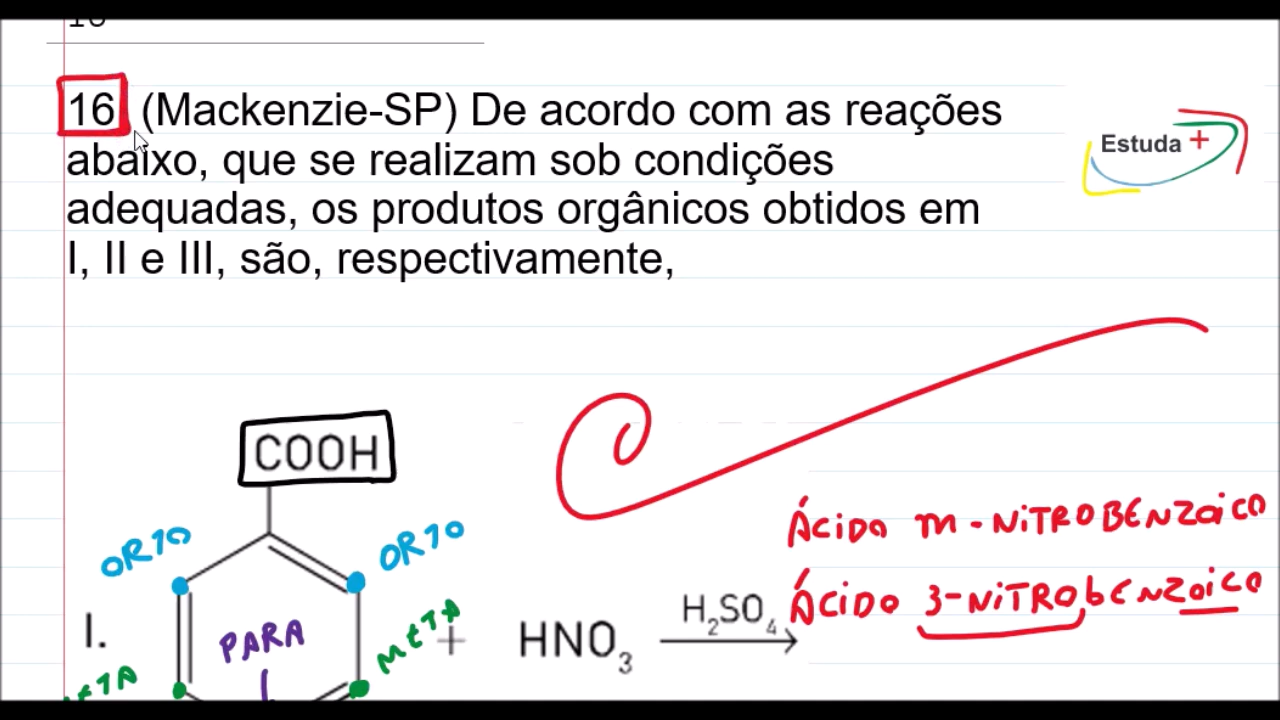 16 (Mackenzie-SP) De acordo com as reações
abaixo, que se realizam sob condições
adequadas, os produtos orgânicos obtidos em
I, II e III, são, respectivamente,
Estuda +
COOH
ORTO
ORTO
ÁCIDO m-NiTROBENZOICO
ÁCIDO 3-NiTRObENZOICO
I.
PARA
META
+ HNO₃
H₂SO₄